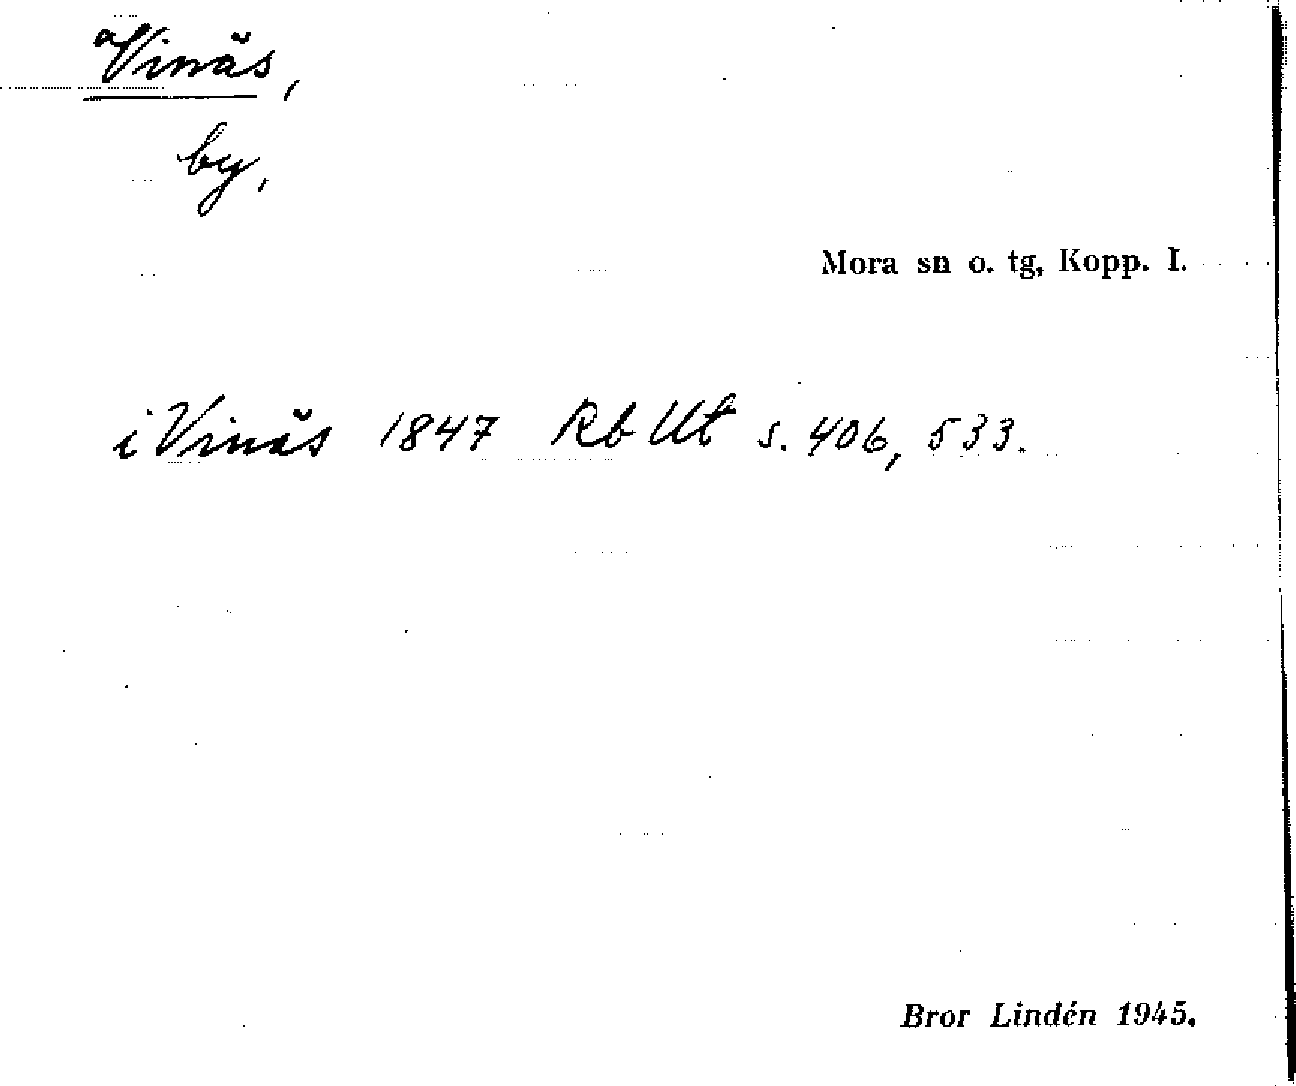 Vinäs,
by,
Mora sn o. tg, Kopp. l.
i Vinäs 1847 Rb Ut s. 406, 533.
Bror Lindén 1945.